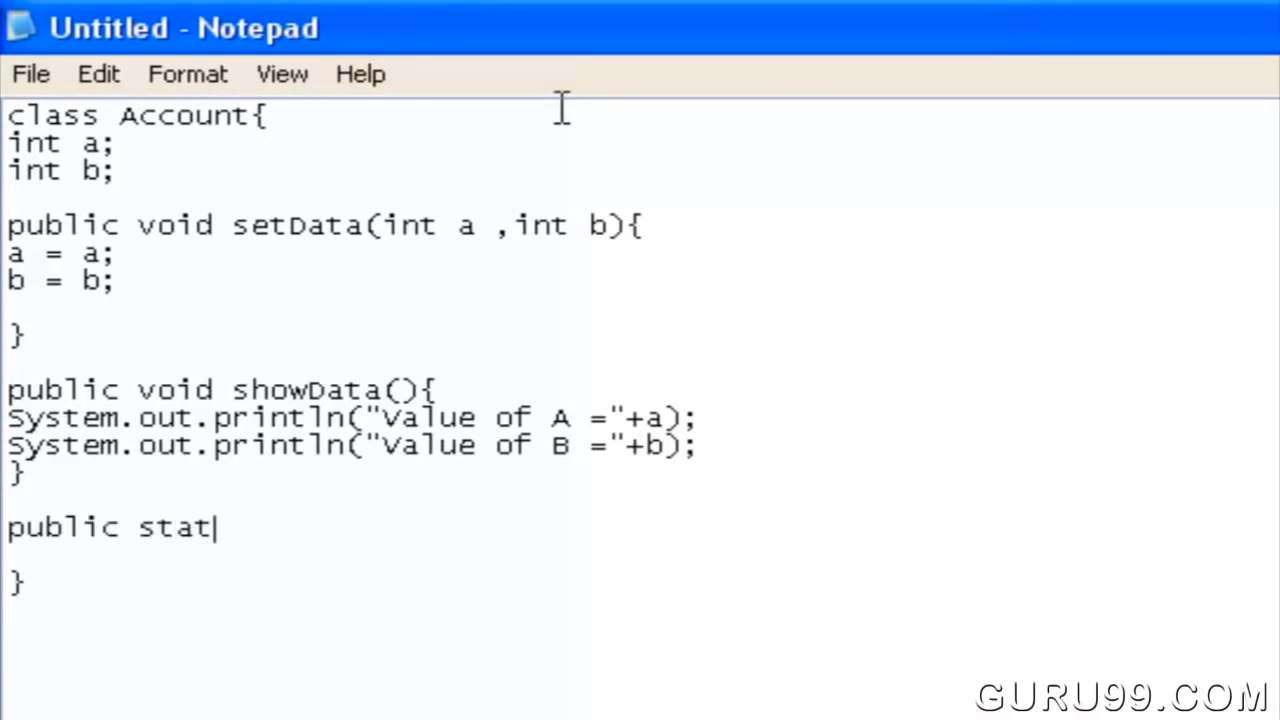 Untitled - Notepad
File Edit Format View Help
class Account{
int a;
int b;
public void setData(int a ,int b){
a = a;
b = b;
}
public void showData(){
System.out.println("Value of A ="+a);
System.out.println("Value of B ="+b);
}
public stat
}
GURU99.COM